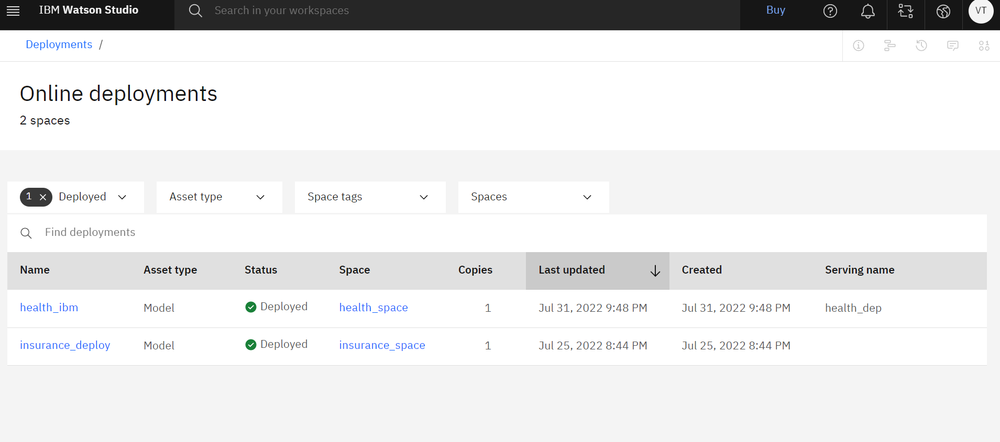 IBM Watson Studio
Search in your workspaces
Buy
VT
Deployments /
Online deployments
2 spaces
1 Deployed
Asset type
Space tags
Spaces
Find deployments
Name Asset type Status Space Copies Last updated Created Serving name
health_ibm Model Deployed health_space 1 Jul 31, 2022 9:48 PM Jul 31, 2022 9:48 PM health_dep
insurance_deploy Model Deployed insurance_space 1 Jul 25, 2022 8:44 PM Jul 25, 2022 8:44 PM